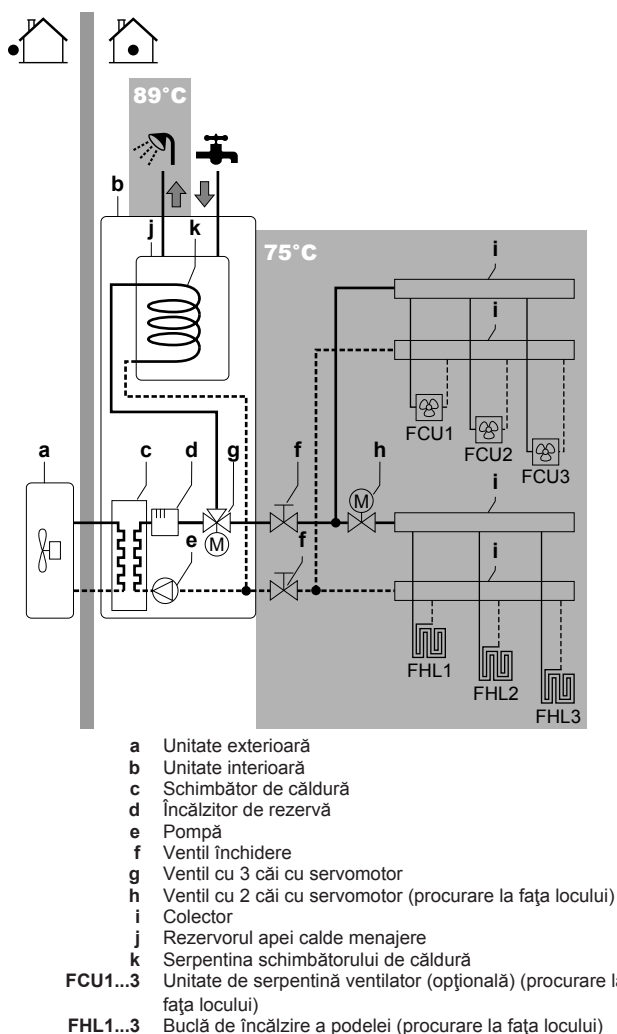 89°C
b
j k
75°C
i
i
FCU1
FCU2
FCU3
a c d g f h
M
i
e
M
f
i
FHL1
FHL2
FHL3
a Unitate exterioară
b Unitate interioară
c Schimbător de căldură
d Încălzitor de rezervă
e Pompă
f Ventil închidere
g Ventil cu 3 căi cu servomotor
h Ventil cu 2 căi cu servomotor (procurare la faţa locului)
i Colector
j Rezervorul apei calde menajere
k Serpentina schimbătorului de căldură
FCU1...3 Unitate de serpentină ventilator (opţională) (procurare la
faţa locului)
FHL1...3 Buclă de încălzire a podelei (procurare la faţa locului)